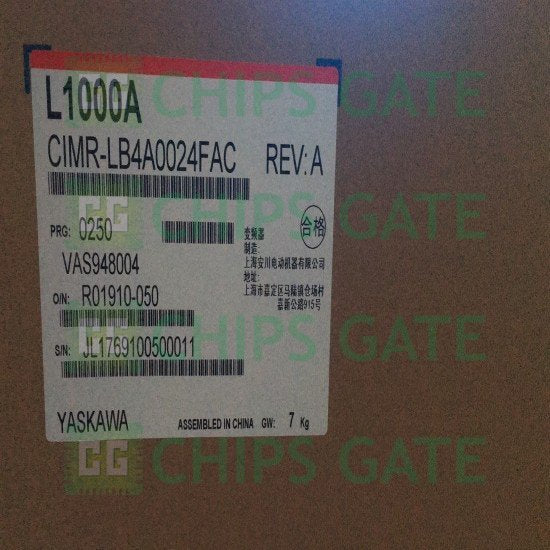 CHIPS GATE
L1000A
CIMR-LB4A0024FAC REV: A
CHIPS GATE
PRG: 0250
合格
VAS948004
变频器
制造:
上海安川电动机器有限公司
地址:
上海市嘉定区马陆镇仓场村
嘉新公路915号
O/N: R01910-050
CHIPS GATE
S/N: JL1769100500011
YASKAWA ASSEMBLED IN CHINA GW: 7 Kg
CG CHIPS GATE